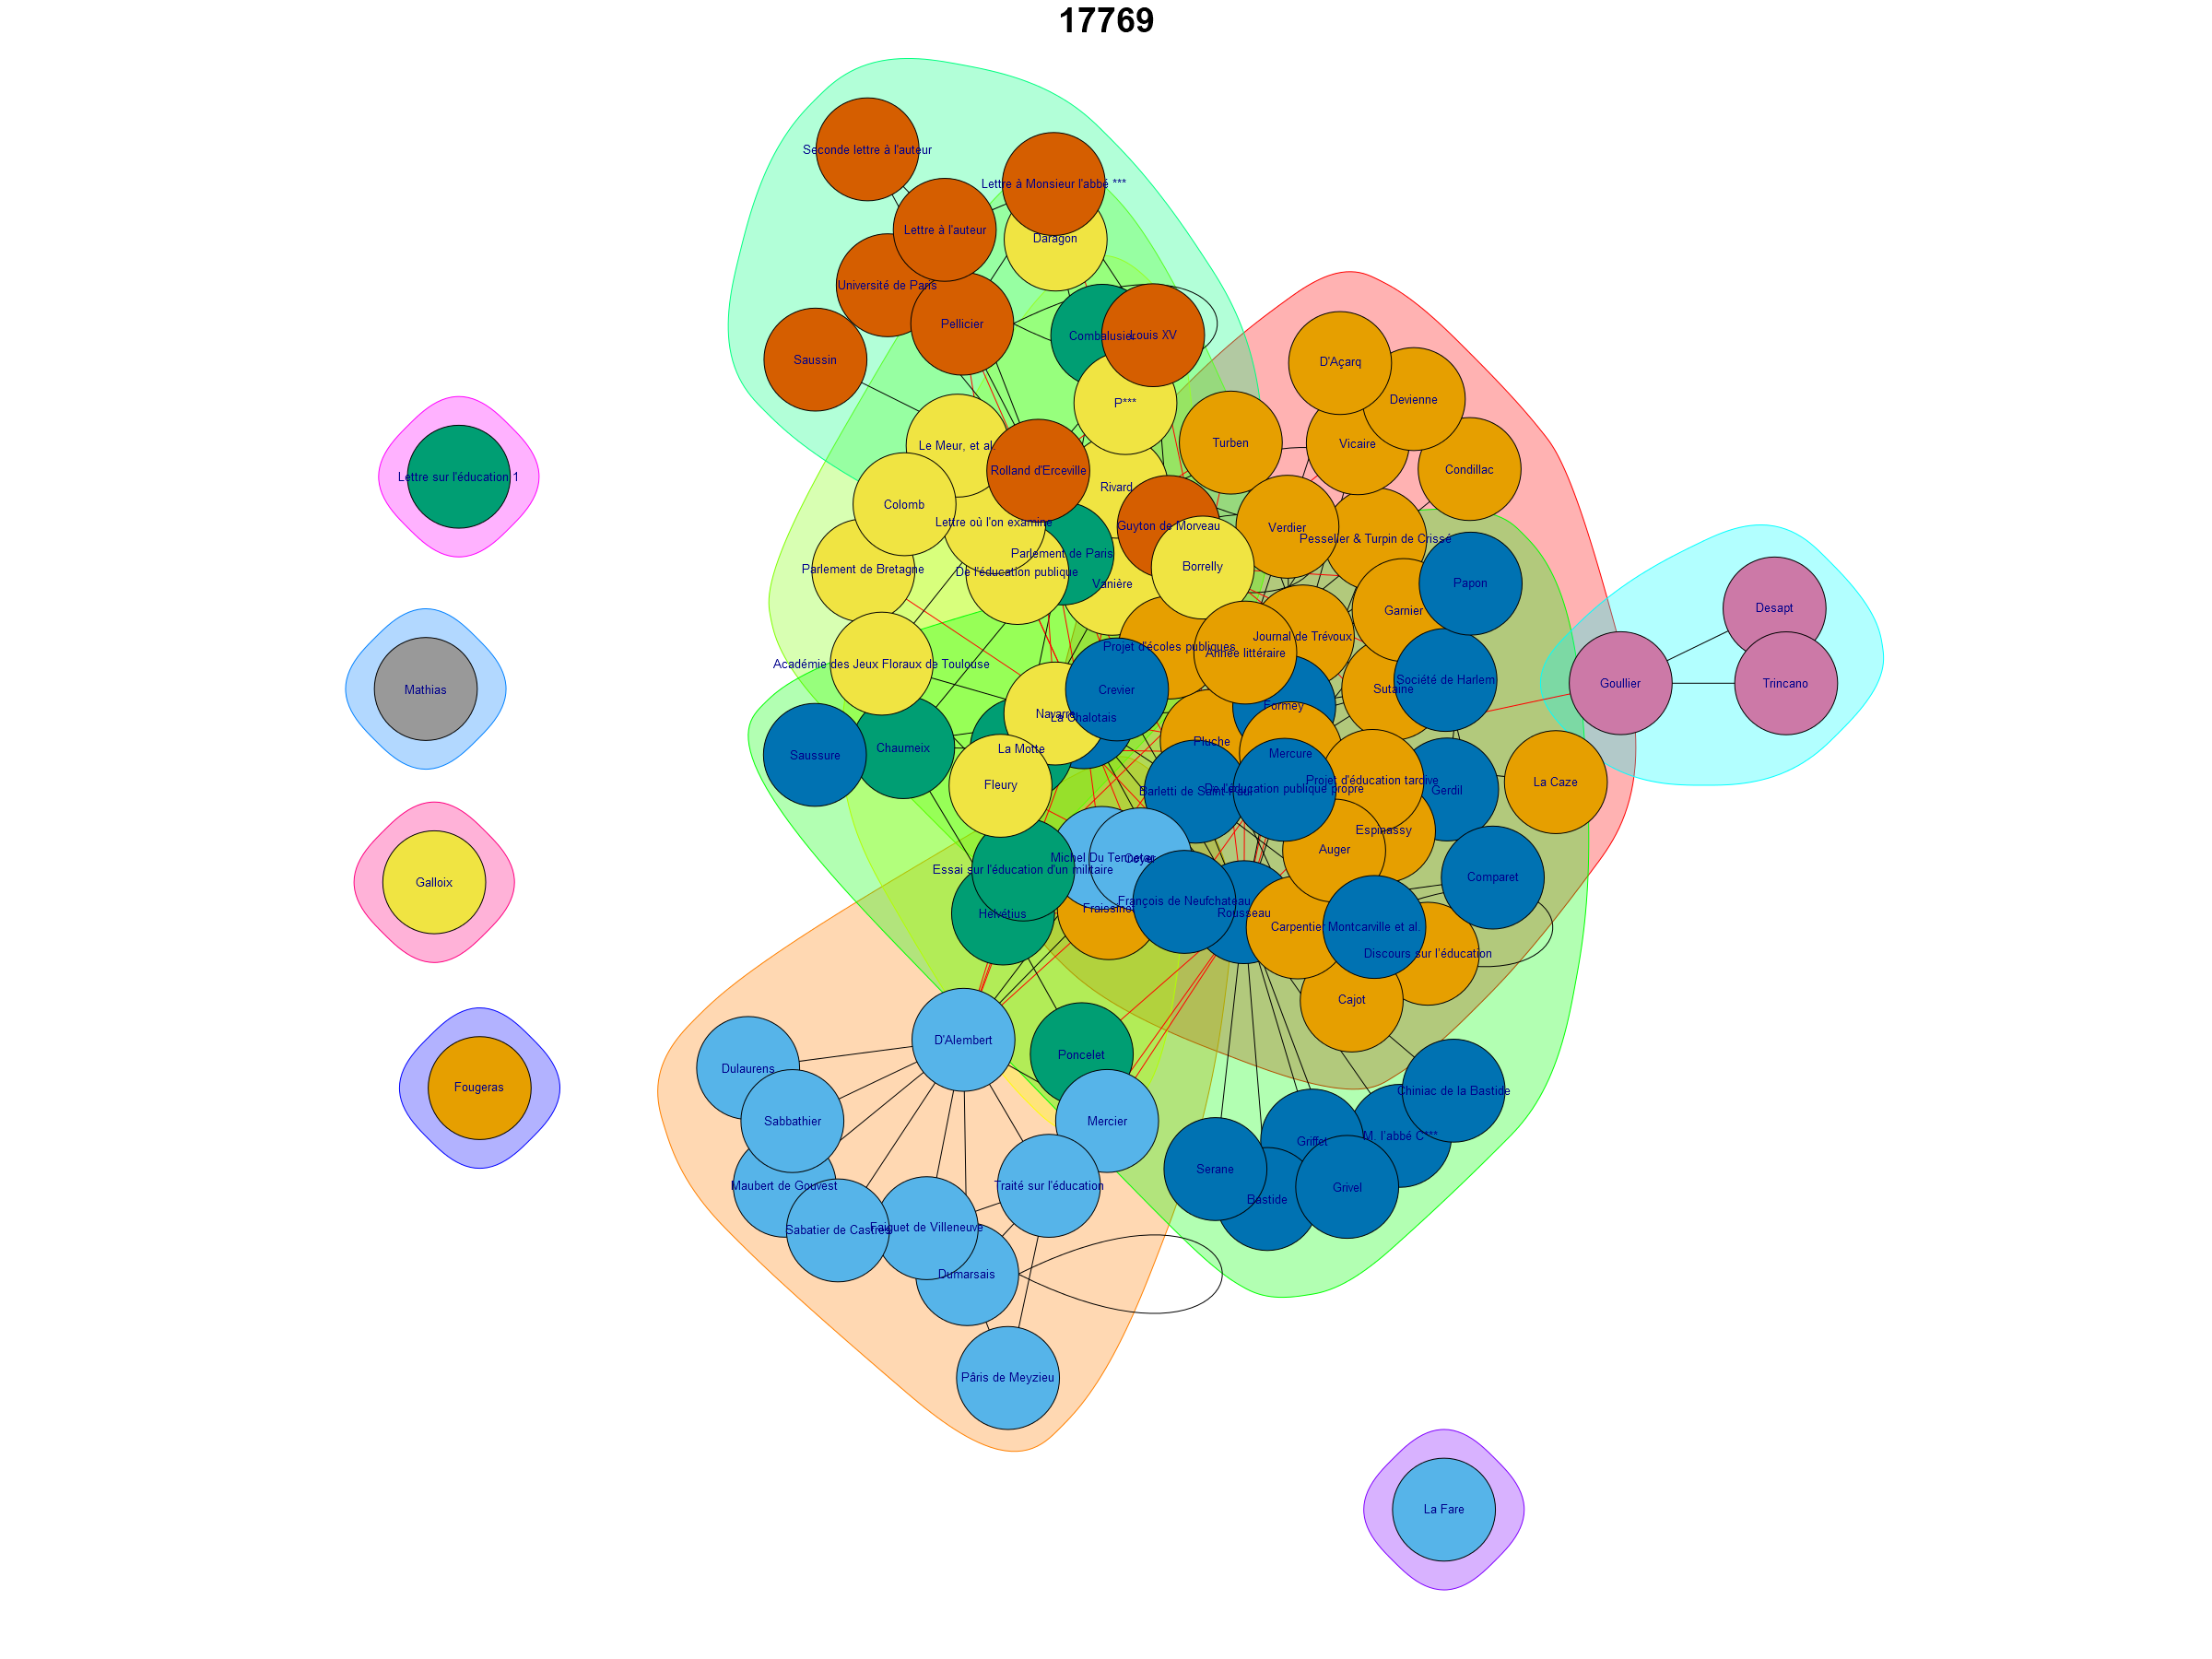 17769
Seconde lettre à l'auteur
Lettre à Monsieur l'abbé ***
Lettre à l'auteur
Daragon
Université de Paris
Pellicier
Combalusier
Louis XV
Saussin
D'Açarq
Devienne
P***
Turben
Vicaire
Le Meur, et al.
Condillac
Rolland d'Erceville
Lettre sur l'éducation 1
Rivard
Colomb
Lettre où l'on examine
Guyton de Morveau
Verdier
Pesselier & Turpin de Crissé
Parlement de Paris
Parlement de Bretagne
De l'éducation publique
Borrelly
Vanière
Papon
Garnier
Desapt
Journal de Trévoux
Projet d'écoles publiques
Année littéraire
Académie des Jeux Floraux de Toulouse
Société de Harlem
Goullier
Trincano
Mathias
Crevier
Sutaine
Formey
Navarre
La Chalotais
Pluche
Chaumeix
La Motte
Saussure
Mercure
Projet d'éducation tardive
La Caze
Fleury
Barletti de Saint Paul
De l'éducation publique propre
Gerdil
Espinassy
Auger
Galloix
Essai sur l'éducation d'un militaire
Coyer
Comparet
François de Neufchateau
Helvétius
Fraissinet
Rousseau
Carpentier
Montcarville et al.
Discours sur l'éducation
Cajot
D'Alembert
Poncelet
Dulaurens
Fougeras
Chiniac de la Bastide
Sabbathier
Mercier
Griffet
M. l'abbé C***
Serane
Maubert de Gouvest
Traité sur l'éducation
Grivel
Bastide
Sabatier de Castres
Faiguet de Villeneuve
Dumarsais
Pâris de Meyzieu
La Fare